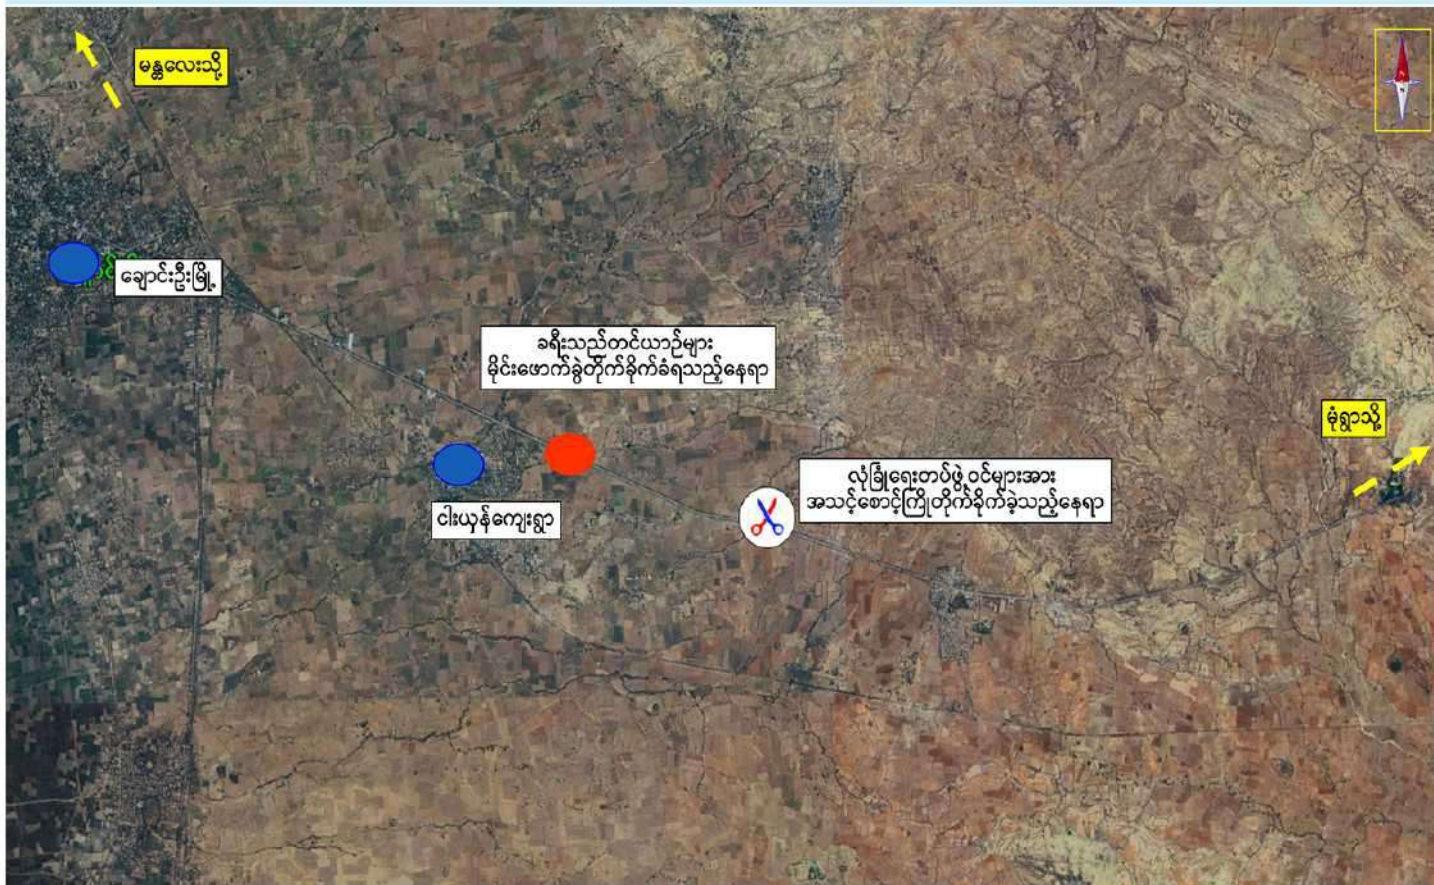 မန္တလေးသို့
ချောင်းဦးမြို့
ခရီးသည်တင်ယာဉ်များ
မိုင်းဖောက်ခွဲတိုက်ခိုက်ခံရသည့်နေရာ
မုံရွာသို့
ငါးယှန်ကျေးရွာ
လုံခြုံရေးတပ်ဖွဲ့ဝင်များအား
အသင့်စောင့်ကြိုတိုက်ခိုက်ခဲ့သည့်နေရာ